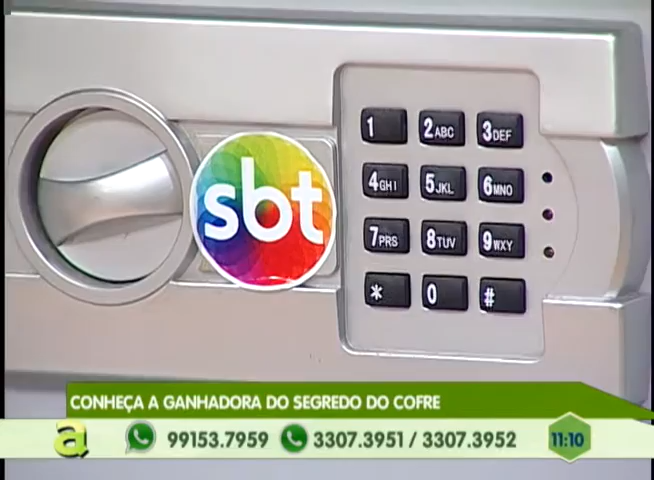 1 2ABC 3DEF
4GHI 5JKL 6MNO
7PRS 8TUV 9WXY
* 0 #
sbt
CONHEÇA A GANHADORA DO SEGREDO DO COFRE
a 99153.7959 3307.3951 / 3307.3952 11:10